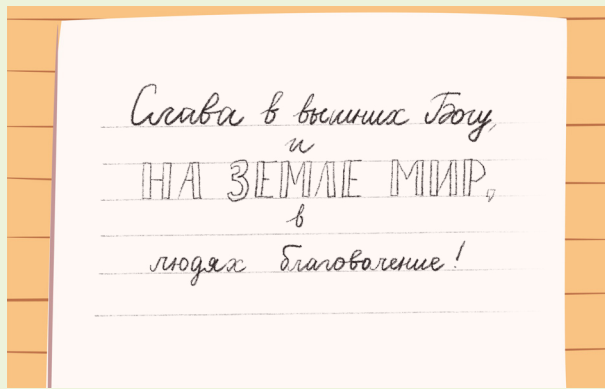 Слава в вышних Богу,
и
НА ЗЕМЛЕ МИР,
в
людях благоволение!